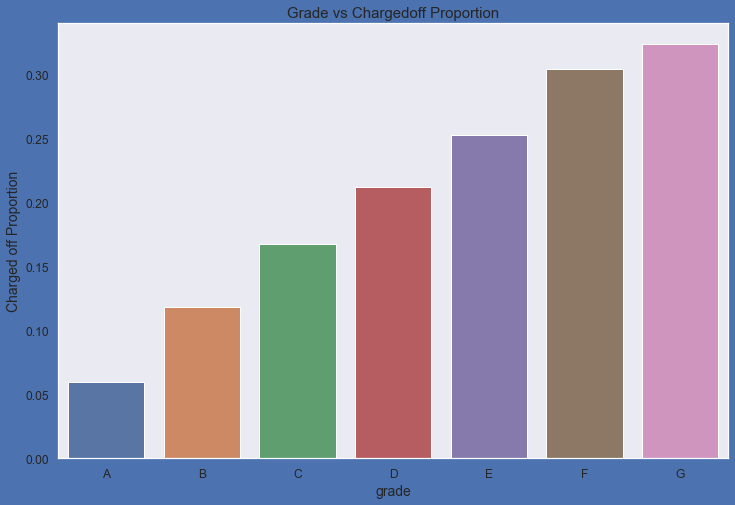 Grade vs Chargedoff Proportion
Charged off Proportion
0.30
0.25
0.20
0.15
0.10
0.05
0.00
A B C D E F G
grade